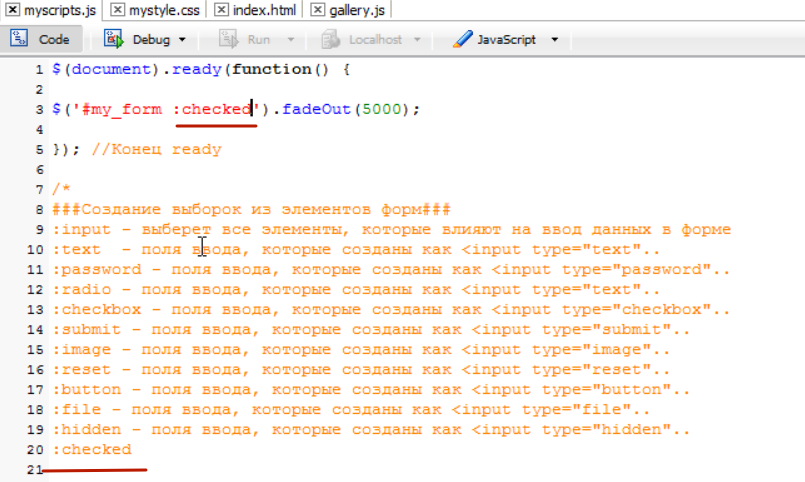 myscripts.js mystyle.css index.html gallery.js
Code Debug Run Localhost JavaScript
1 $(document).ready(function() {
2
3 $('#my_form :checked').fadeOut(5000);
4
5 }); //Конец ready
6
7 /*
8 ###Создание выборок из элементов форм###
9 :input - выберет все элементы, которые влияют на ввод данных в форме
10 :text  - поля ввода, которые созданы как <input type="text"..
11 :password - поля ввода, которые созданы как <input type="password"..
12 :radio - поля ввода, которые созданы как <input type="text"..
13 :checkbox - поля ввода, которые созданы как <input type="checkbox"..
14 :submit - поля ввода, которые созданы как <input type="submit"..
15 :image - поля ввода, которые созданы как <input type="image"..
16 :reset - поля ввода, которые созданы как <input type="reset"..
17 :button - поля ввода, которые созданы как <input type="button"..
18 :file - поля ввода, которые созданы как <input type="file"..
19 :hidden - поля ввода, которые созданы как <input type="hidden"..
20 :checked
21